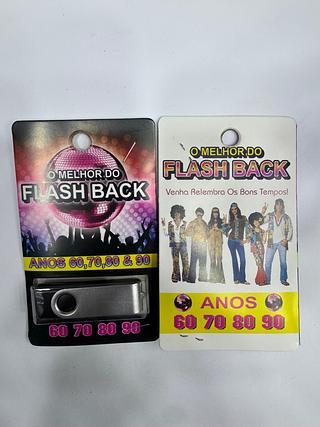 O MELHOR DO
FLASH BACK
ANOS 60,70,80 & 90
60 70 80 90
O MELHOR DO
FLASH BACK
Venha Relembra Os Bons Tempos!
ANOS
60 70 80 90